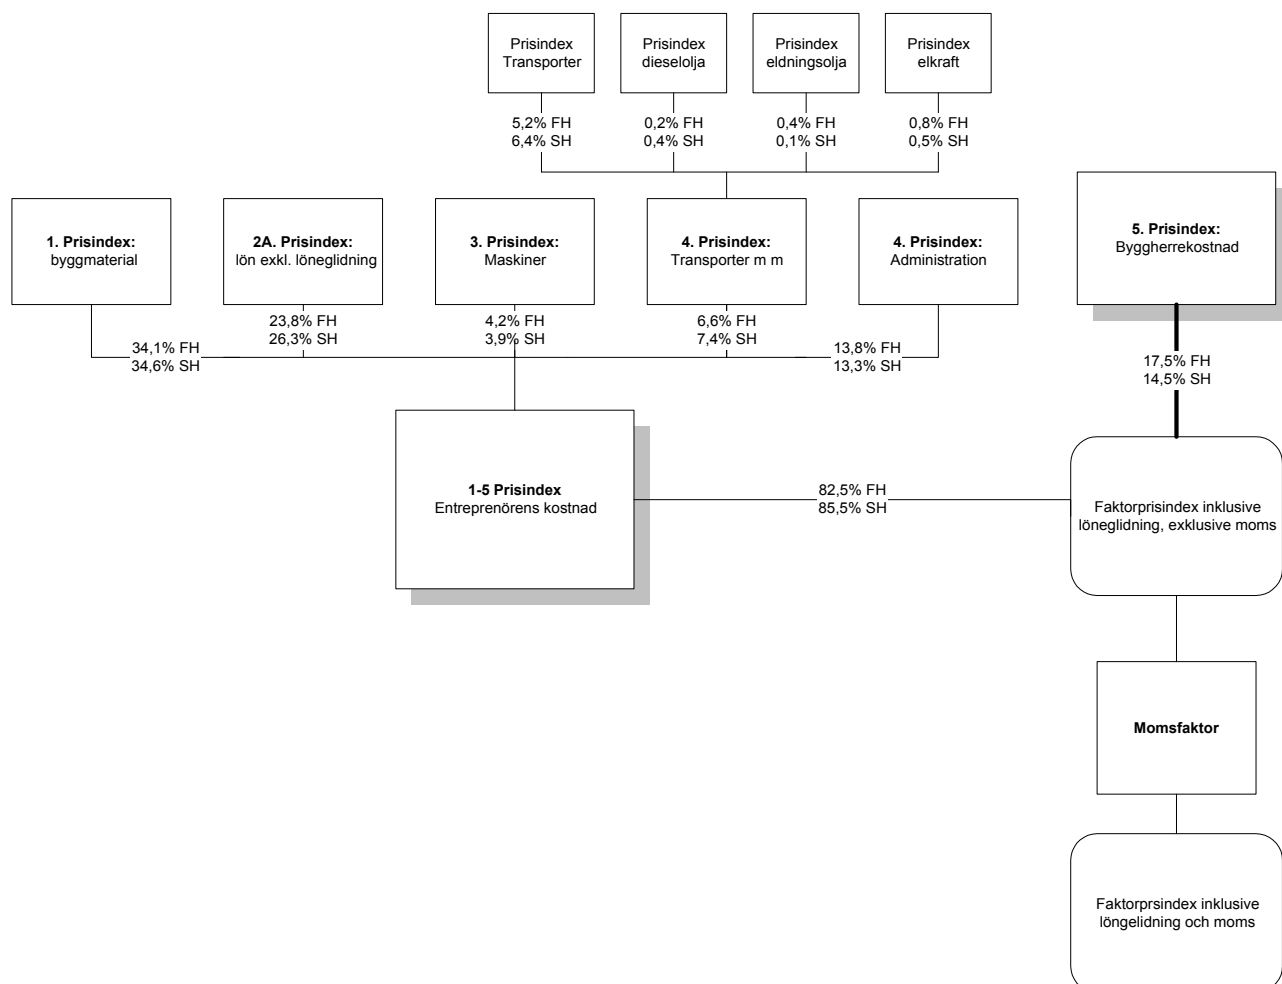 Prisindex
Transporter
Prisindex
dieselolja
Prisindex
eldningsolja
Prisindex
elkraft
5,2% FH
6,4% SH
0,2% FH
0,4% SH
0,4% FH
0,1% SH
0,8% FH
0,5% SH
1. Prisindex:
byggmaterial
2A. Prisindex:
lön exkl. löneglidning
3. Prisindex:
Maskiner
4. Prisindex:
Transporter m m
4. Prisindex:
Administration
5. Prisindex:
Byggherrekostnad
34,1% FH
34,6% SH
23,8% FH
26,3% SH
4,2% FH
3,9% SH
6,6% FH
7,4% SH
13,8% FH
13,3% SH
17,5% FH
14,5% SH
1-5 Prisindex
Entreprenörens kostnad
82,5% FH
85,5% SH
Faktorprisindex inklusive
löneglidning, exklusive moms
Momsfaktor
Faktorprsindex inklusive
löngelidning och moms